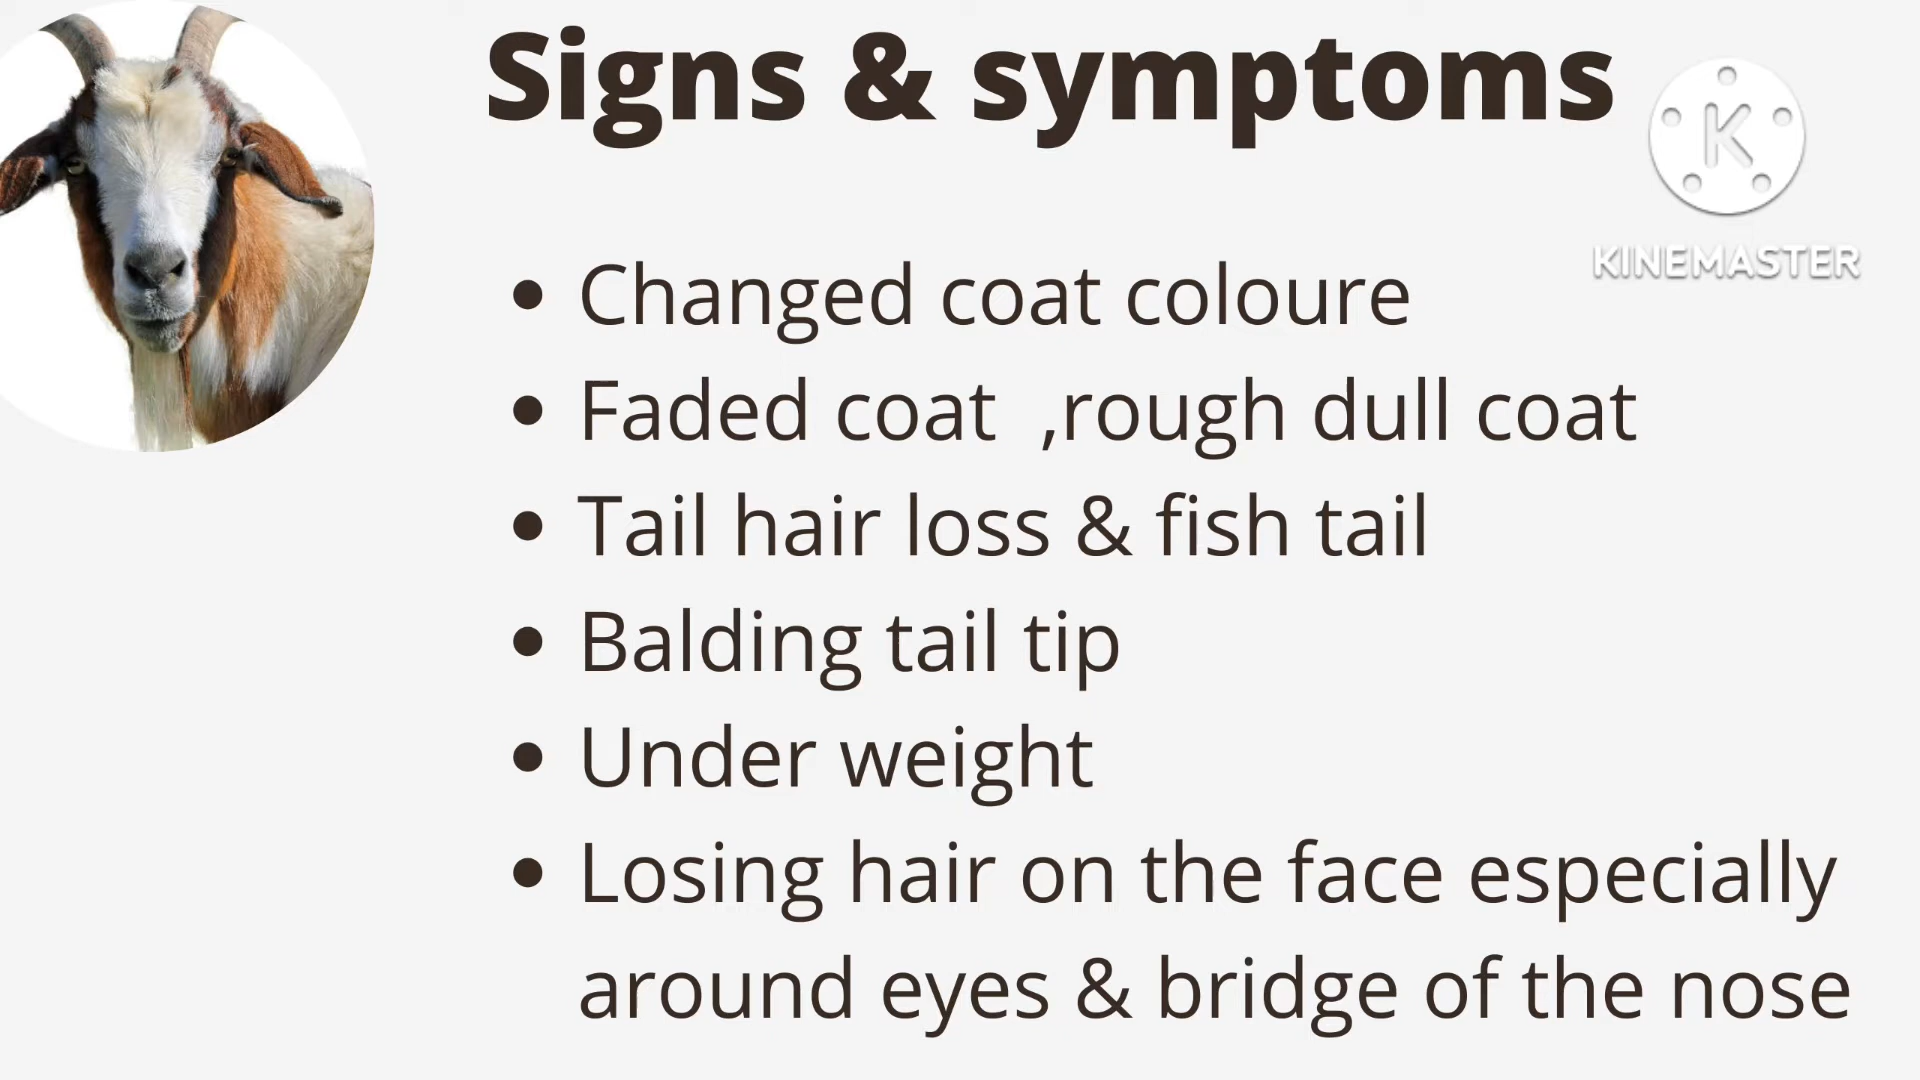 Signs & symptoms
K
KINEMASTER
• Changed coat coloure
• Faded coat  ,rough dull coat
• Tail hair loss & fish tail
• Balding tail tip
• Under weight
• Losing hair on the face especially
around eyes & bridge of the nose